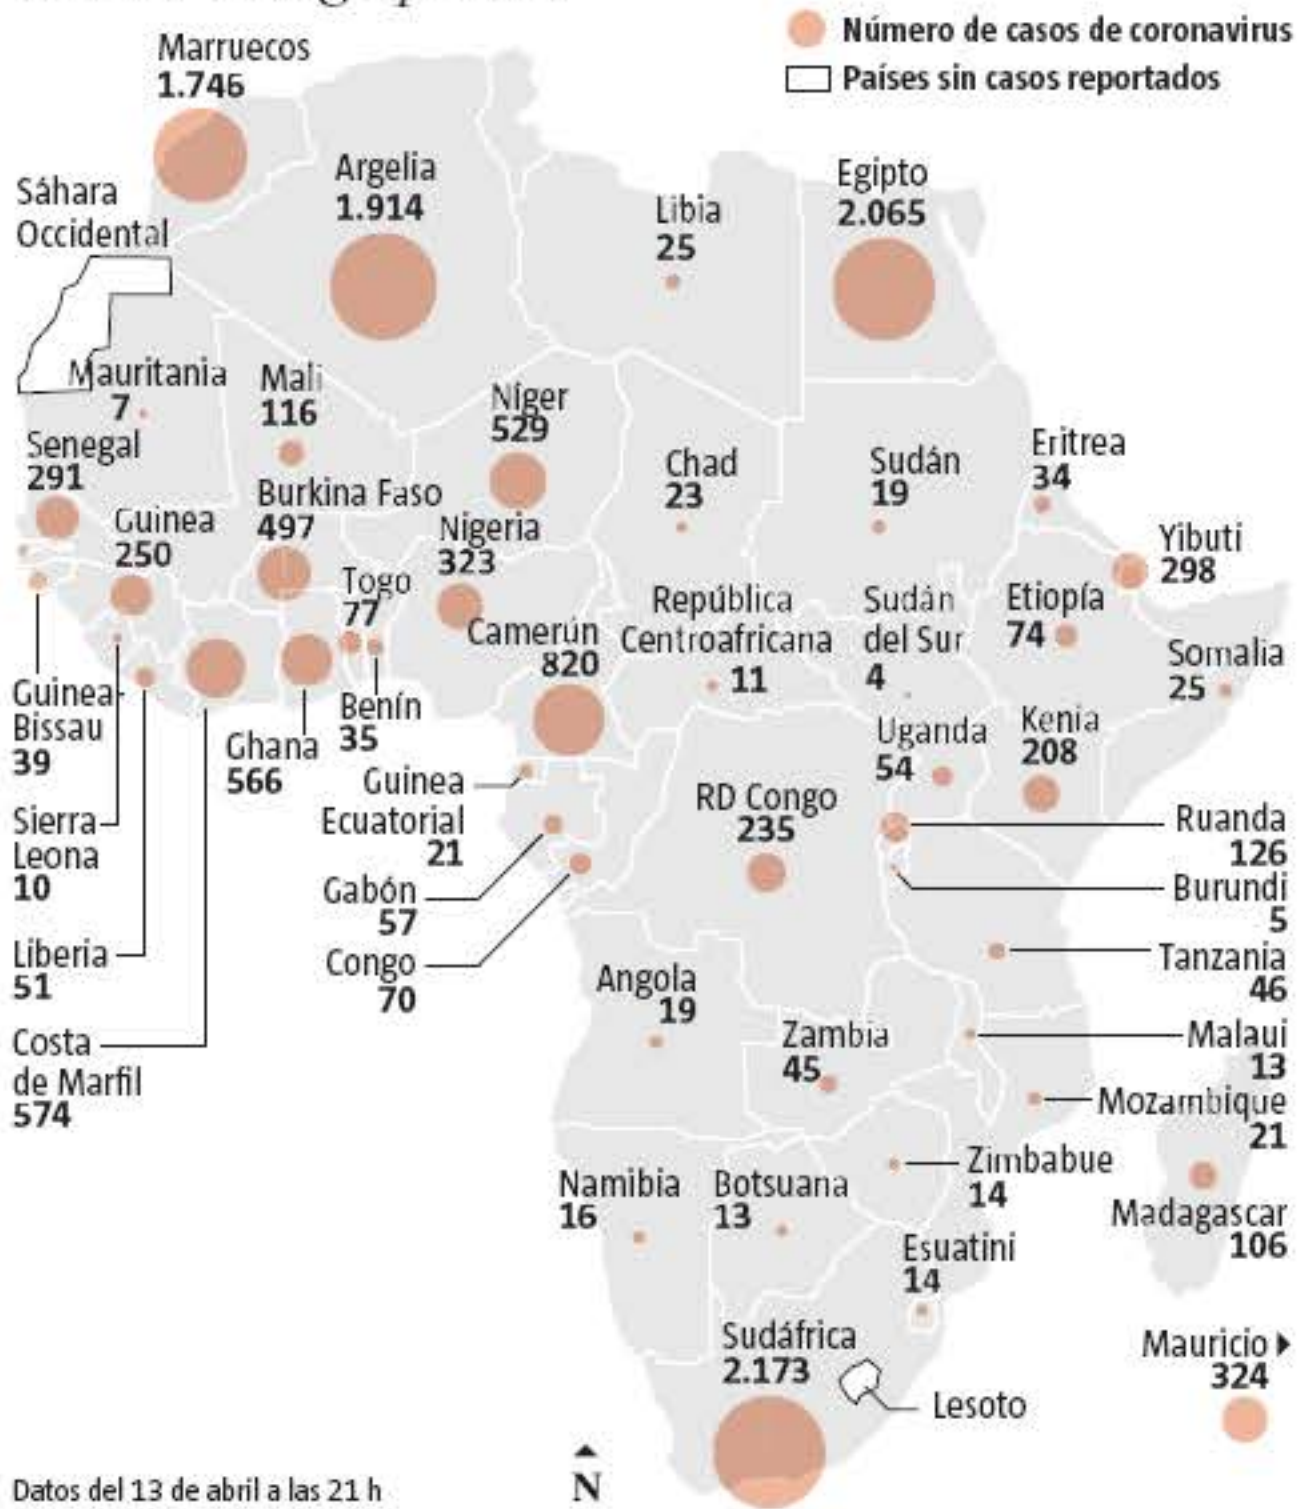 Número de casos de coronavirus
Países sin casos reportados
Marruecos
1.746
Argelia
1.914
Libia
25
Egipto
2.065
Sáhara
Occidental
Mauritania
7
Mali
116
Níger
529
Chad
23
Sudán
19
Eritrea
34
Senegal
291
Guinea
250
Burkina Faso
497
Nigeria
323
Togo
77
Camerún
820
República
Centroafricana
11
Sudán
del Sur
4
Etiopía
74
Yibuti
298
Somalia
25
Guinea-
Bissau
39
Sierra
Leona
10
Liberia
51
Costa
de Marfil
574
Ghana
566
Benín
35
Guinea
Ecuatorial
21
Gabón
57
Congo
70
RD Congo
235
Uganda
54
Kenia
208
Ruanda
126
Burundi
5
Tanzania
46
Malaui
13
Mozambique
21
Angola
19
Zambia
45
Zimbabue
14
Namibia
16
Botsuana
13
Esuatini
14
Madagascar
106
Sudáfrica
2.173
Lesoto
Mauricio
324
N
Datos del 13 de abril a las 21 h